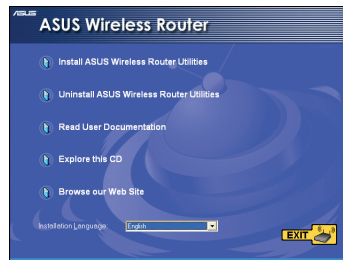 ASUS
ASUS Wireless Router
Install ASUS Wireless Router Utilities
Uninstall ASUS Wireless Router Utilities
Read User Documentation
Explore this CD
Browse our Web Site
Installation Language:
English
EXIT